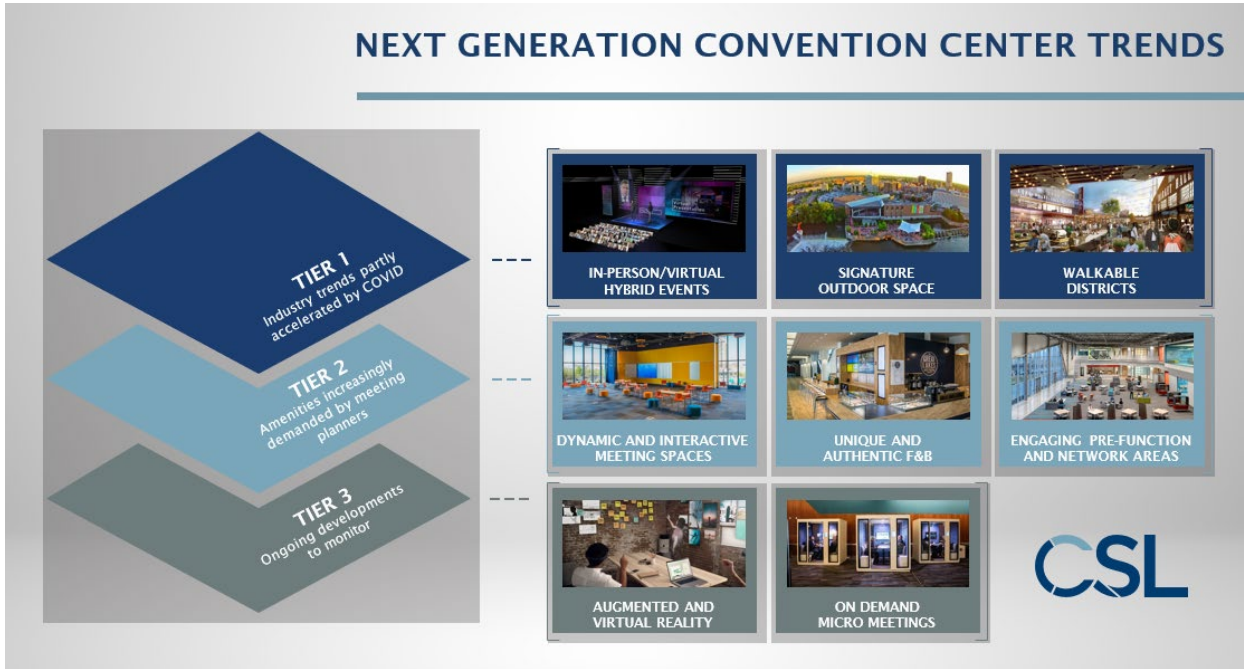 NEXT GENERATION CONVENTION CENTER TRENDS
TIER 1
Industry trends partly
accelerated by COVID
TIER 2
Amenities increasingly
demanded by meeting
planners
TIER 3
Ongoing developments
to monitor
IN-PERSON/VIRTUAL
HYBRID EVENTS
SIGNATURE
OUTDOOR SPACE
WALKABLE
DISTRICTS
DYNAMIC AND INTERACTIVE
MEETING SPACES
UNIQUE AND
AUTHENTIC F&B
ENGAGING PRE-FUNCTION
AND NETWORK AREAS
AUGMENTED AND
VIRTUAL REALITY
ON DEMAND
MICRO MEETINGS
CSL